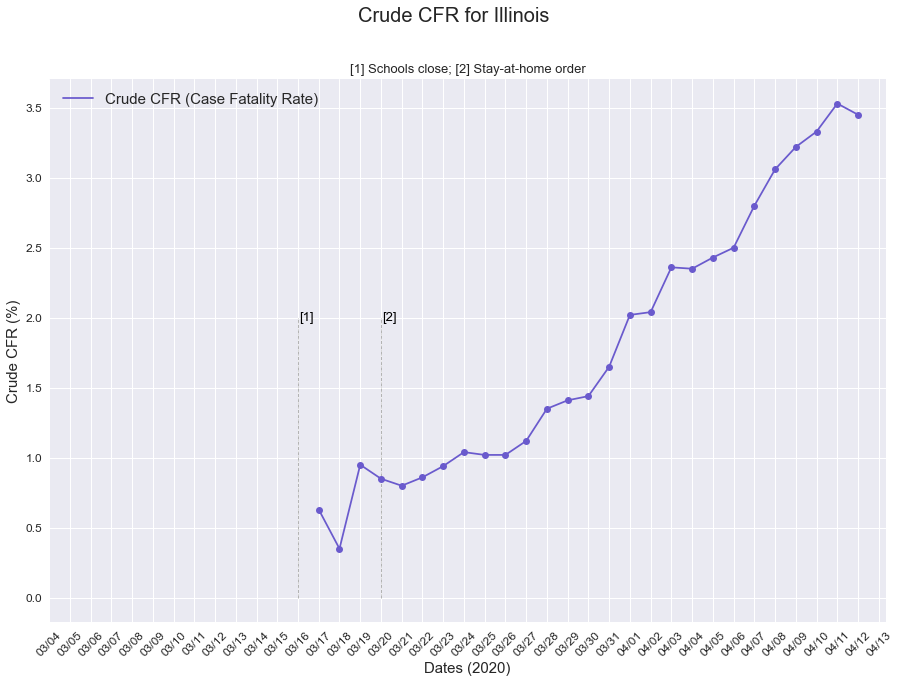 Crude CFR for Illinois
[1] Schools close; [2] Stay-at-home order
Crude CFR (Case Fatality Rate)
Crude CFR (%)
3.5
3.0
2.5
2.0
1.5
1.0
0.5
0.0
[1]
[2]
03/04 03/05 03/06 03/07 03/08 03/09 03/10 03/11 03/12 03/13 03/14 03/15 03/16 03/17 03/18 03/19 03/20 03/21 03/22 03/23 03/24 03/25 03/26 03/27 03/28 03/29 03/30 03/31 04/01 04/02 04/03 04/04 04/05 04/06 04/07 04/08 04/09 04/10 04/11 04/12 04/13
Dates (2020)